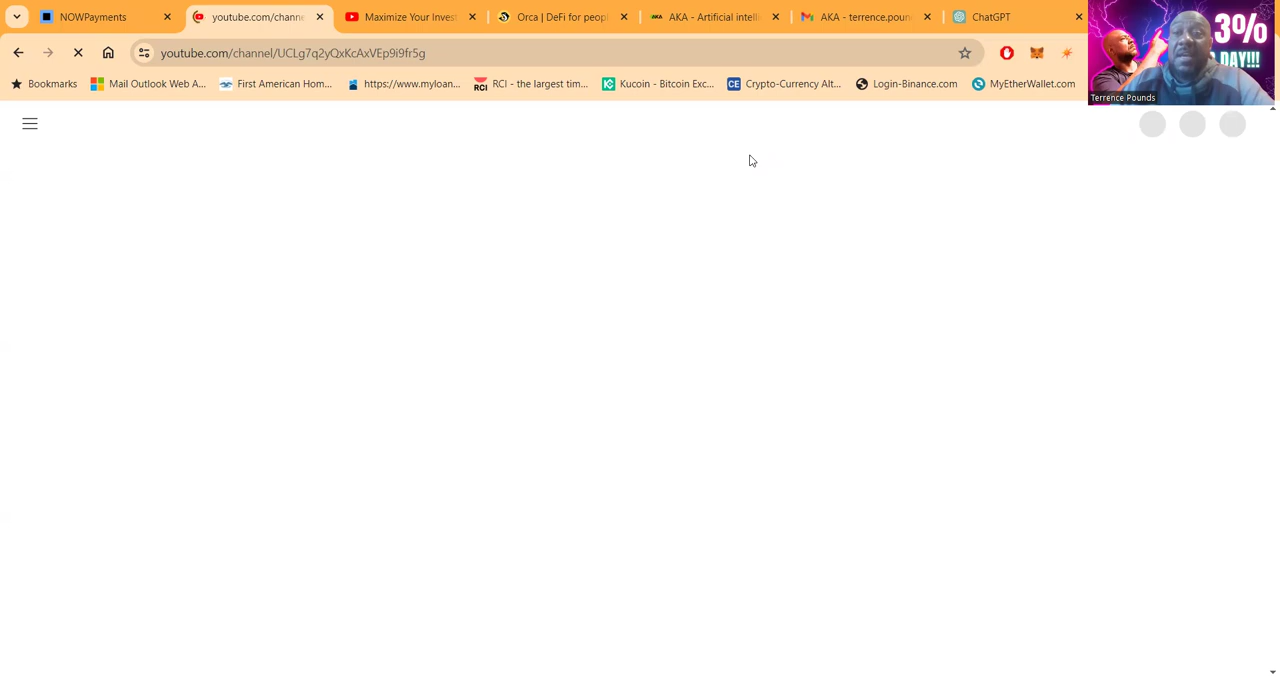 NOWPayments
youtube.com/channe
Maximize Your Invest
Orca | DeFi for peop
AKA - Artificial intelli
AKA - terrence.poun
ChatGPT
youtube.com/channel/UCLg7q2yQxKcAxVEp9i9fr5g
Bookmarks
Mail Outlook Web A...
First American Hom...
https://www.myloan...
RCI - the largest tim...
Kucoin - Bitcoin Exc...
Crypto-Currency Alt...
Login-Binance.com
MyEtherWallet.com
3%
DAY!!!
Terrence Pounds